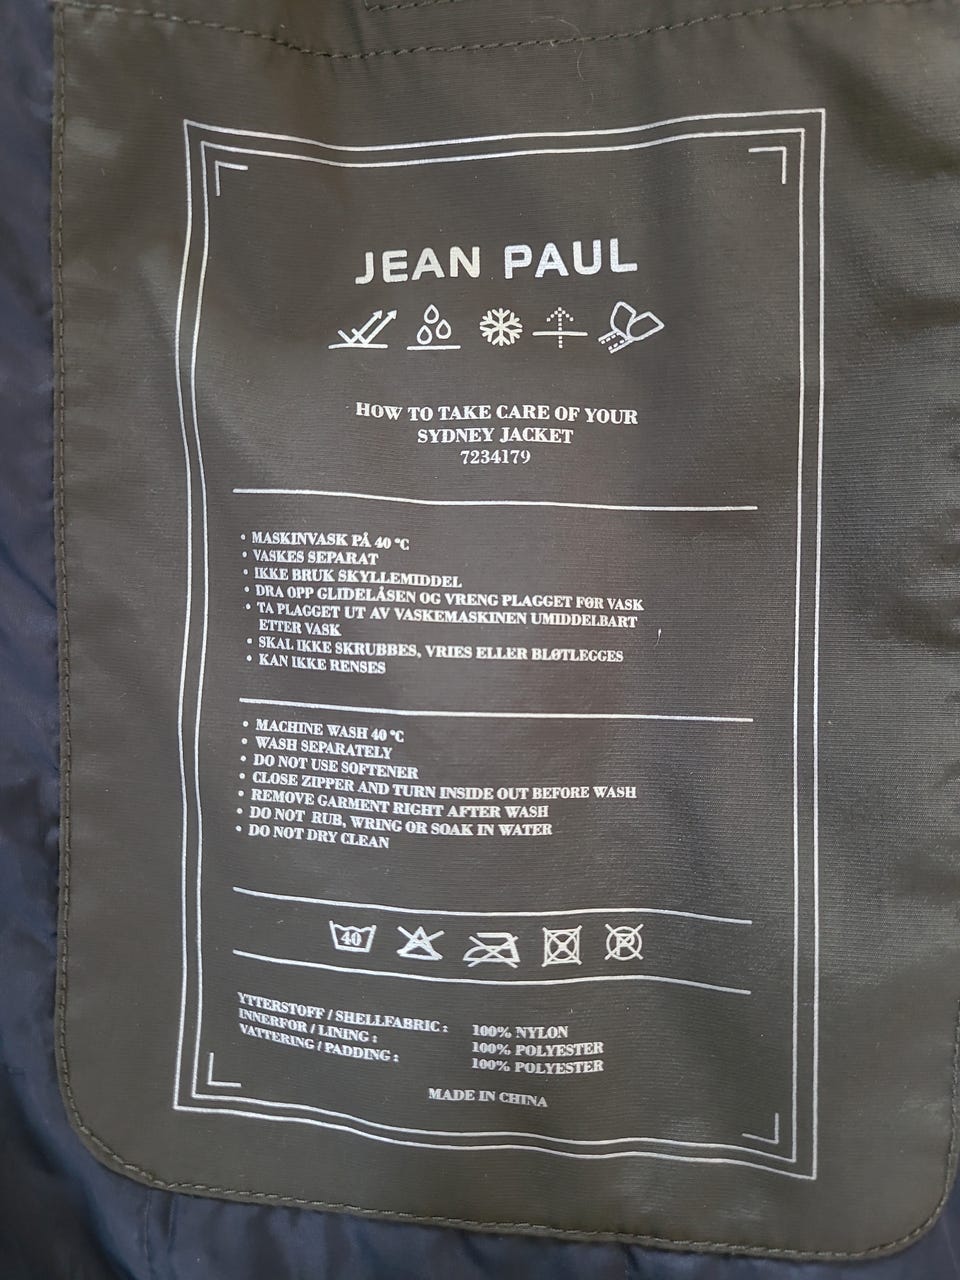 JEAN PAUL
HOW TO TAKE CARE OF YOUR
SYDNEY JACKET
7234179
• MASKINVASK PÅ 40 °C
• VASKES SEPARAT
• IKKE BRUK SKYLLEMIDDEL
• DRA OPP GLIDELÅSEN OG VRENG PLAGGET FØR VASK
• TA PLAGGET UT AV VASKEMASKINEN UMIDDELBART
ETTER VASK
• SKAL IKKE SKRUBBES, VRIES ELLER BLØTLEGGES
• KAN IKKE RENSES
• MACHINE WASH 40 °C
• WASH SEPARATELY
• DO NOT USE SOFTENER
• CLOSE ZIPPER AND TURN INSIDE OUT BEFORE WASH
• REMOVE GARMENT RIGHT AFTER WASH
• DO NOT RUB, WRING OR SOAK IN WATER
• DO NOT DRY CLEAN
40 P
YTTERSTOFF / SHELLFABRIC : 100% NYLON
INNERFOR / LINING : 100% POLYESTER
VATTERING / PADDING : 100% POLYESTER
MADE IN CHINA